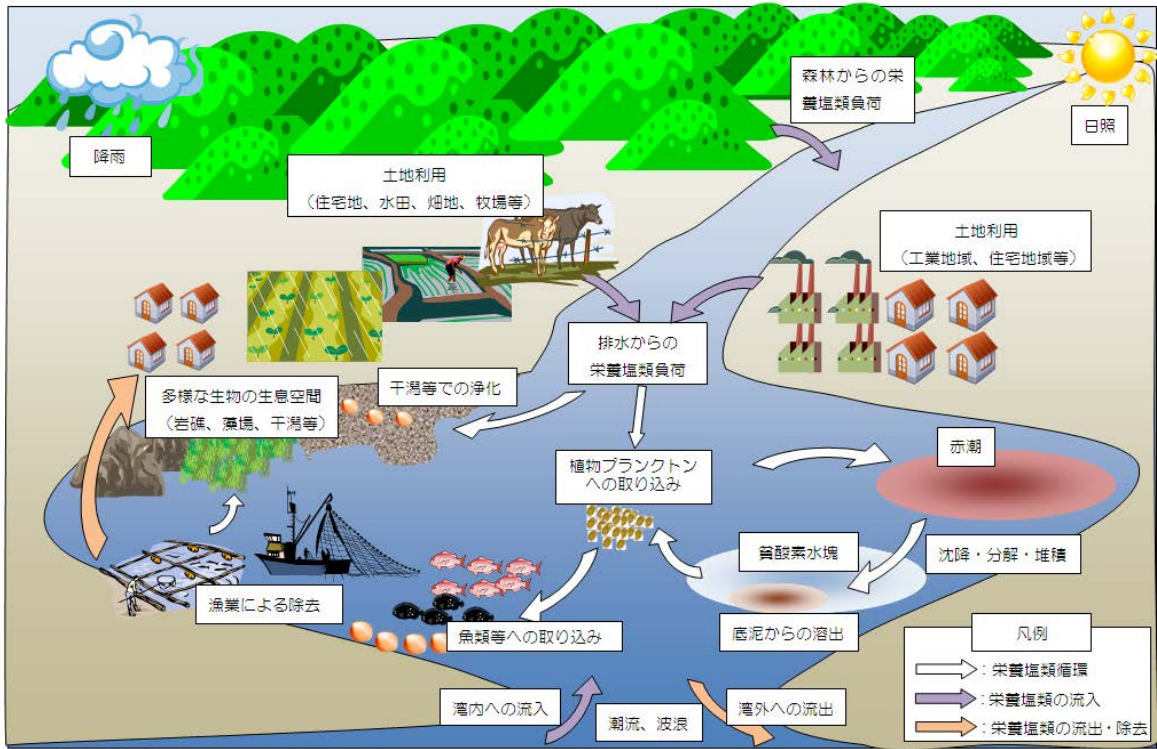 森林からの栄
養塩類負荷
日照
降雨
土地利用
（住宅地、水田、畑地、牧場等）
土地利用
（工業地域、住宅地域等）
排水からの
栄養塩類負荷
干潟等での浄化
多様な生物の生息空間
（岩礁、藻場、干潟等）
赤潮
植物プランクトン
への取り込み
貧酸素水塊
沈降・分解・堆積
漁業による除去
魚類等への取り込み
底泥からの溶出
凡例
：栄養塩類循環
：栄養塩類の流入
：栄養塩類の流出・除去
湾内への流入
潮流、波浪
湾外への流出